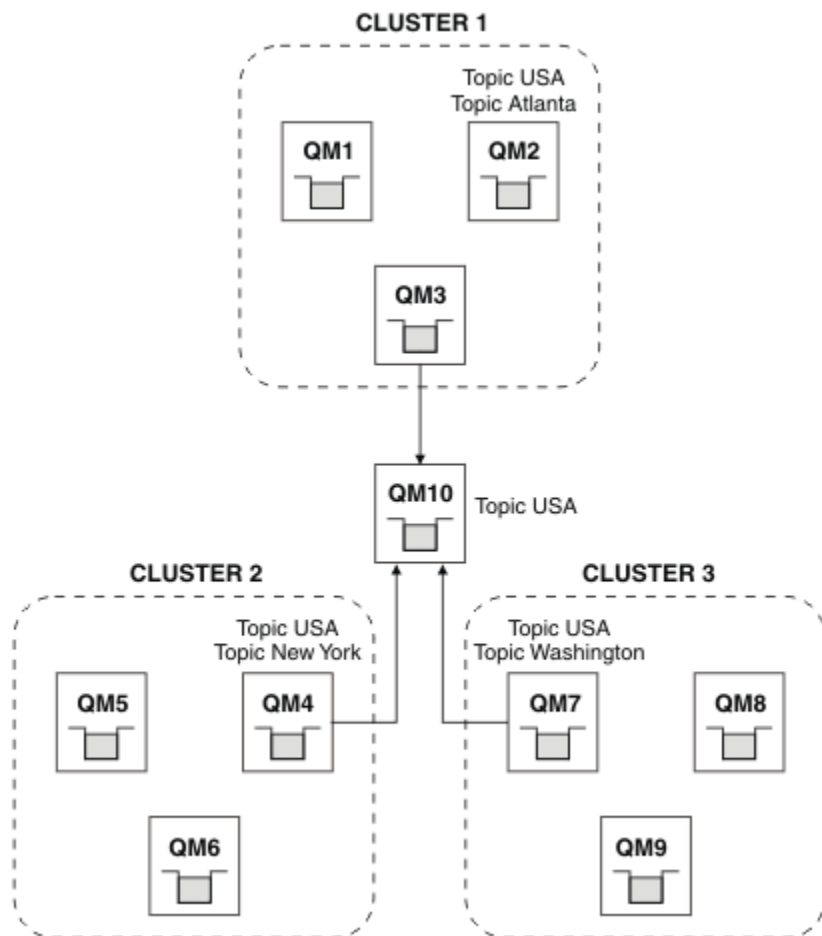 CLUSTER 1
Topic USA
Topic Atlanta
QM1
QM2
QM3
QM10
Topic USA
CLUSTER 2
CLUSTER 3
Topic USA
Topic New York
Topic USA
Topic Washington
QM5
QM4
QM7
QM8
QM6
QM9